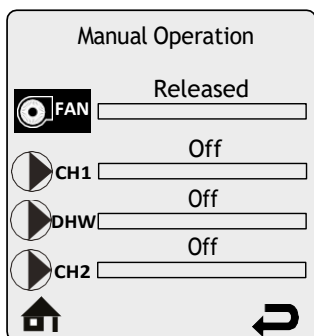 Manual Operation
Released
FAN
Off
CH1
Off
DHW
Off
CH2